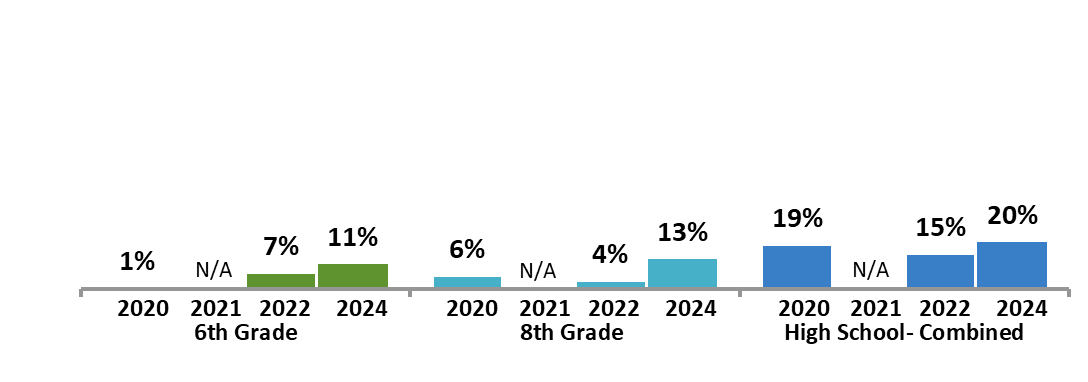 1% N/A 7% 11% 6% N/A 4% 13% 19% N/A 15% 20%
2020 2021 2022 2024 2020 2021 2022 2024 2020 2021 2022 2024
6th Grade 8th Grade High School- Combined